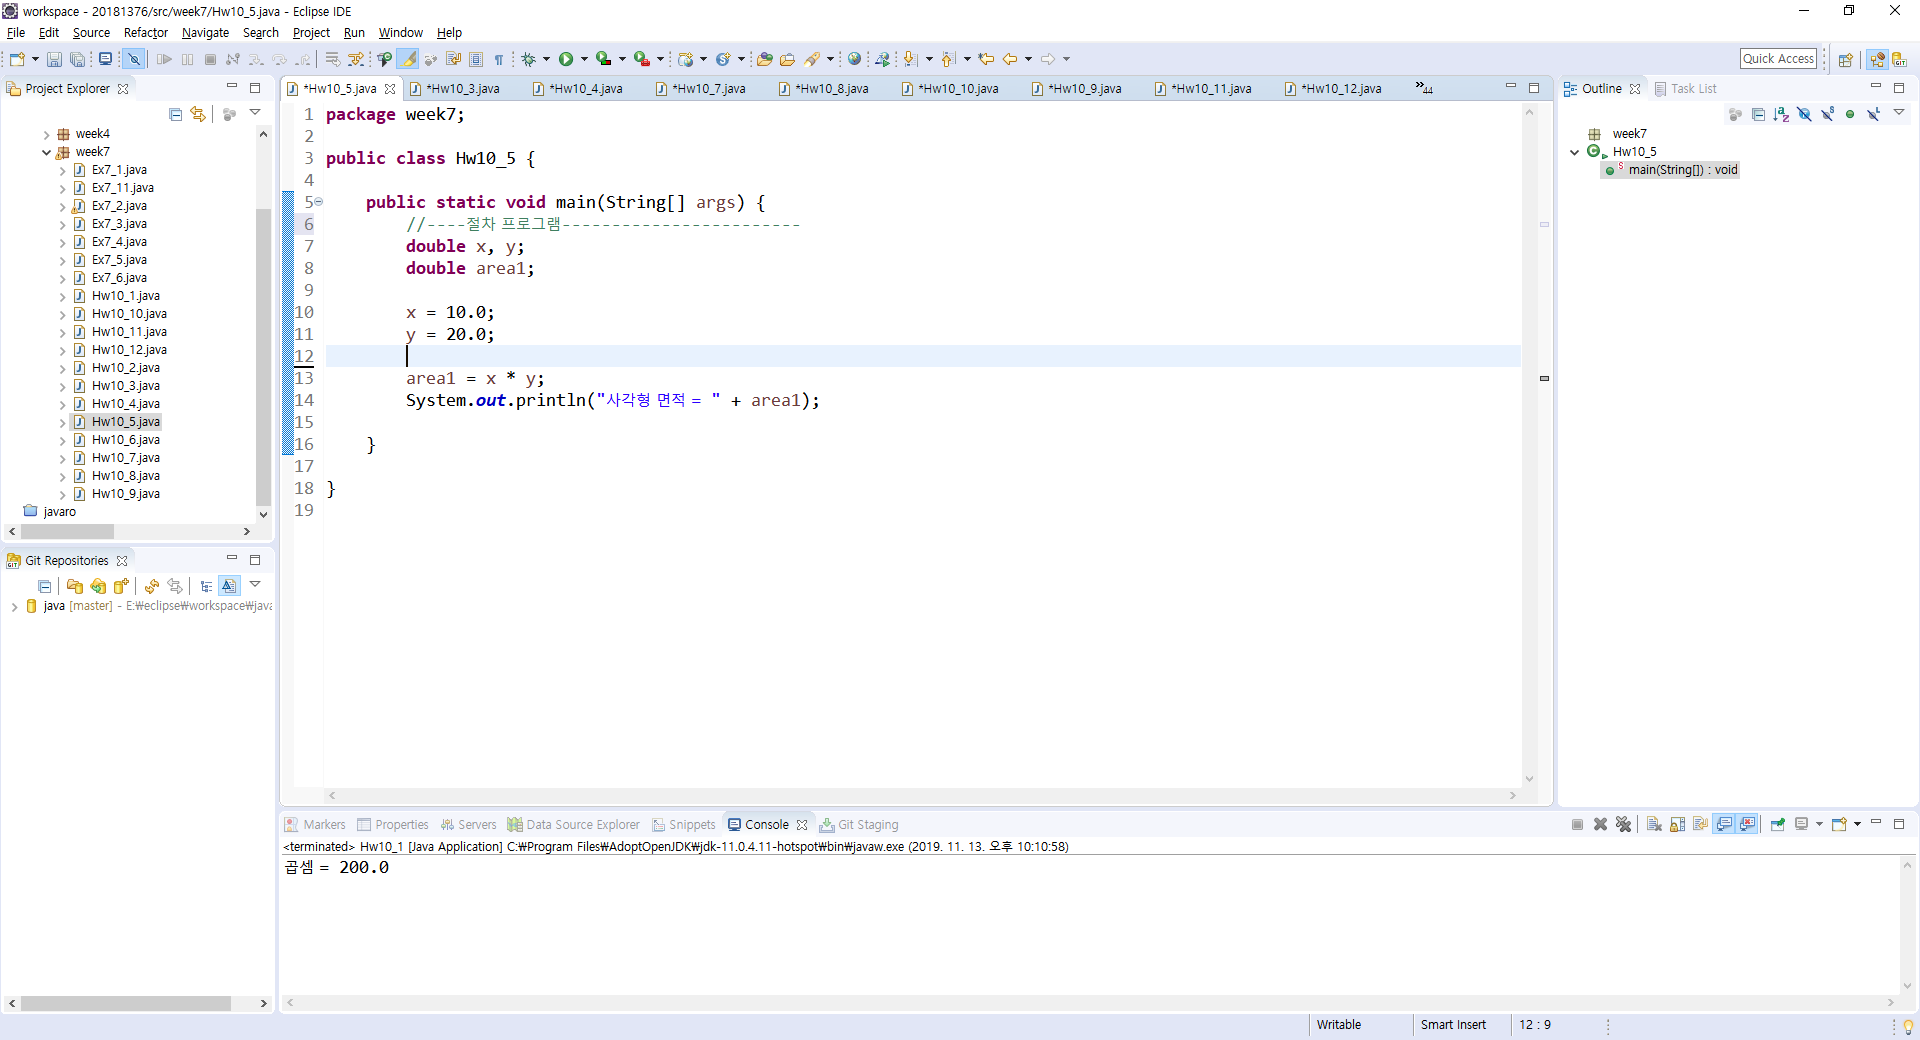 workspace - 20181376/src/week7/Hw10_5.java - Eclipse IDE
File Edit Source Refactor Navigate Search Project Run Window Help
Quick Access
Project Explorer
week4
week7
Ex7_1.java
Ex7_11.java
Ex7_2.java
Ex7_3.java
Ex7_4.java
Ex7_5.java
Ex7_6.java
Hw10_1.java
Hw10_10.java
Hw10_11.java
Hw10_12.java
Hw10_2.java
Hw10_3.java
Hw10_4.java
Hw10_5.java
Hw10_6.java
Hw10_7.java
Hw10_8.java
Hw10_9.java
javaro
Git Repositories
java [master] - E:₩eclipse₩workspace₩java
*Hw10_5.java *Hw10_3.java *Hw10_4.java *Hw10_7.java *Hw10_8.java *Hw10_10.java *Hw10_9.java *Hw10_11.java *Hw10_12.java »44
1 package week7;
2
3 public class Hw10_5 {
4
5 public static void main(String[] args) {
6 //----절차 프로그램------------------------
7 double x, y;
8 double area1;
9
10 x = 10.0;
11 y = 20.0;
12
13 area1 = x * y;
14 System.out.println("사각형 면적 = " + area1);
15
16 }
17
18 }
19
Outline Task List
week7
Hw10_5
main(String[]) : void
Markers Properties Servers Data Source Explorer Snippets Console Git Staging
<terminated> Hw10_1 [Java Application] C:₩Program Files₩AdoptOpenJDK₩jdk-11.0.4.11-hotspot₩bin₩javaw.exe (2019. 11. 13. 오후 10:10:58)
곱셈 = 200.0
Writable Smart Insert 12 : 9